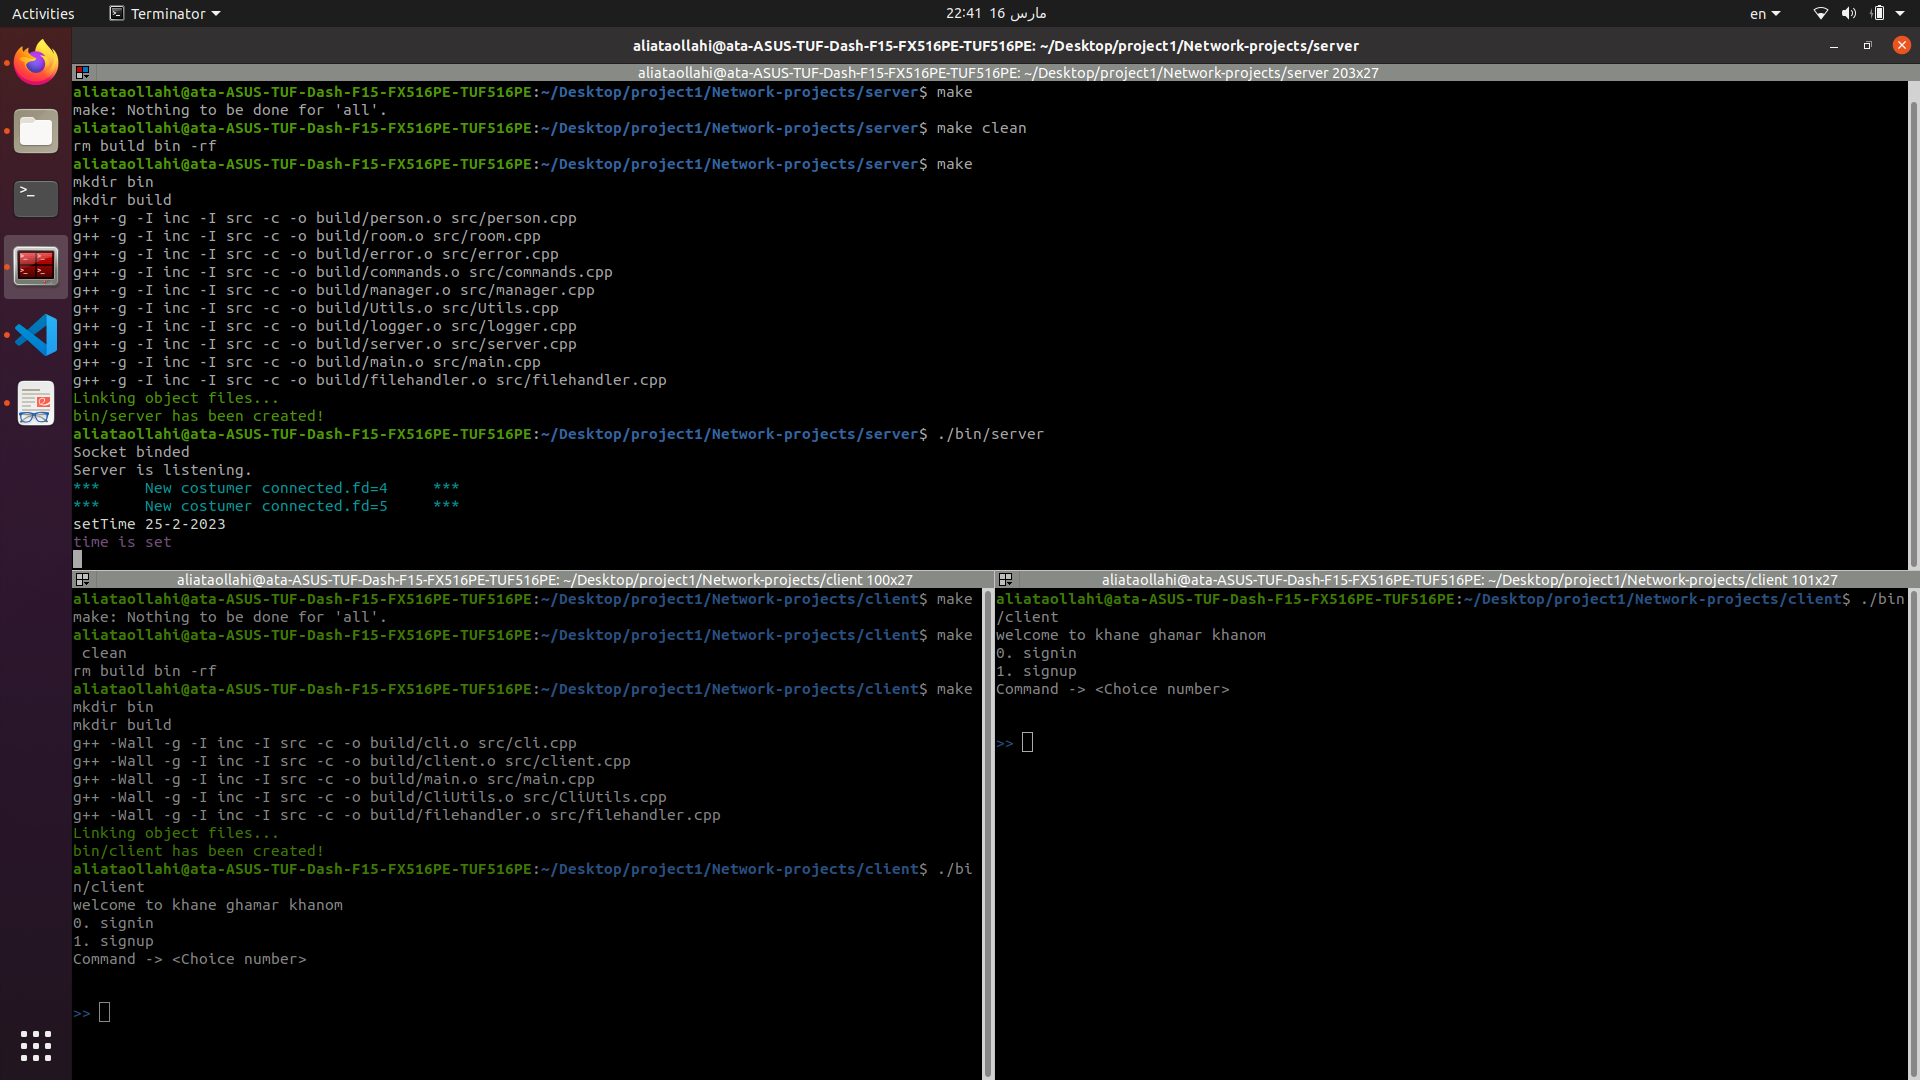 Activities
Terminator
22:41 16 مارس
en
aliataollahi@ata-ASUS-TUF-Dash-F15-FX516PE-TUF516PE: ~/Desktop/project1/Network-projects/server
aliataollahi@ata-ASUS-TUF-Dash-F15-FX516PE-TUF516PE: ~/Desktop/project1/Network-projects/server 203x27
aliataollahi@ata-ASUS-TUF-Dash-F15-FX516PE-TUF516PE:~/Desktop/project1/Network-projects/server$ make
make: Nothing to be done for 'all'.
aliataollahi@ata-ASUS-TUF-Dash-F15-FX516PE-TUF516PE:~/Desktop/project1/Network-projects/server$ make clean
rm build bin -rf
aliataollahi@ata-ASUS-TUF-Dash-F15-FX516PE-TUF516PE:~/Desktop/project1/Network-projects/server$ make
mkdir bin
mkdir build
g++ -g -I inc -I src -c -o build/person.o src/person.cpp
g++ -g -I inc -I src -c -o build/room.o src/room.cpp
g++ -g -I inc -I src -c -o build/error.o src/error.cpp
g++ -g -I inc -I src -c -o build/commands.o src/commands.cpp
g++ -g -I inc -I src -c -o build/manager.o src/manager.cpp
g++ -g -I inc -I src -c -o build/Utils.o src/Utils.cpp
g++ -g -I inc -I src -c -o build/logger.o src/logger.cpp
g++ -g -I inc -I src -c -o build/server.o src/server.cpp
g++ -g -I inc -I src -c -o build/main.o src/main.cpp
g++ -g -I inc -I src -c -o build/filehandler.o src/filehandler.cpp
Linking object files...
bin/server has been created!
aliataollahi@ata-ASUS-TUF-Dash-F15-FX516PE-TUF516PE:~/Desktop/project1/Network-projects/server$ ./bin/server
Socket binded
Server is listening.
***     New costumer connected.fd=4     ***
***     New costumer connected.fd=5     ***
setTime 25-2-2023
time is set
aliataollahi@ata-ASUS-TUF-Dash-F15-FX516PE-TUF516PE: ~/Desktop/project1/Network-projects/client 100x27
aliataollahi@ata-ASUS-TUF-Dash-F15-FX516PE-TUF516PE:~/Desktop/project1/Network-projects/client$ make
make: Nothing to be done for 'all'.
aliataollahi@ata-ASUS-TUF-Dash-F15-FX516PE-TUF516PE:~/Desktop/project1/Network-projects/client$ make
 clean
rm build bin -rf
aliataollahi@ata-ASUS-TUF-Dash-F15-FX516PE-TUF516PE:~/Desktop/project1/Network-projects/client$ make
mkdir bin
mkdir build
g++ -Wall -g -I inc -I src -c -o build/cli.o src/cli.cpp
g++ -Wall -g -I inc -I src -c -o build/client.o src/client.cpp
g++ -Wall -g -I inc -I src -c -o build/main.o src/main.cpp
g++ -Wall -g -I inc -I src -c -o build/CliUtils.o src/CliUtils.cpp
g++ -Wall -g -I inc -I src -c -o build/filehandler.o src/filehandler.cpp
Linking object files...
bin/client has been created!
aliataollahi@ata-ASUS-TUF-Dash-F15-FX516PE-TUF516PE:~/Desktop/project1/Network-projects/client$ ./bi
n/client
welcome to khane ghamar khanom
0. signin
1. signup
Command -> <Choice number>
>>
aliataollahi@ata-ASUS-TUF-Dash-F15-FX516PE-TUF516PE: ~/Desktop/project1/Network-projects/client 101x27
aliataollahi@ata-ASUS-TUF-Dash-F15-FX516PE-TUF516PE:~/Desktop/project1/Network-projects/client$ ./bin
/client
welcome to khane ghamar khanom
0. signin
1. signup
Command -> <Choice number>
>>